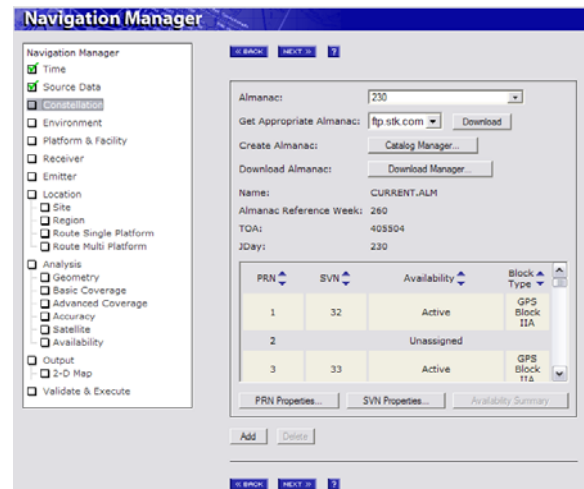 Navigation Manager
Navigation Manager
Time
Source Data
Constellation
Environment
Platform & Facility
Receiver
Emitter
Location
Site
Region
Route Single Platform
Route Multi Platform
Analysis
Geometry
Basic Coverage
Advanced Coverage
Accuracy
Satellite
Availability
Output
2-D Map
Validate & Execute
<< BACK NEXT >> ?
Almanac: 230
Get Appropriate Almanac: ftp.stk.com Download
Create Almanac: Catalog Manager...
Download Almanac: Download Manager...
Name: CURRENT.ALM
Almanac Reference Week: 260
TOA: 405504
JDay: 230
PRN SVN Availability Block Type
1 32 Active GPS Block IIA
2 Unassigned
3 33 Active GPS Block IIA
PRN Properties... SVN Properties... Availability Summary
Add Delete
<< BACK NEXT >> ?